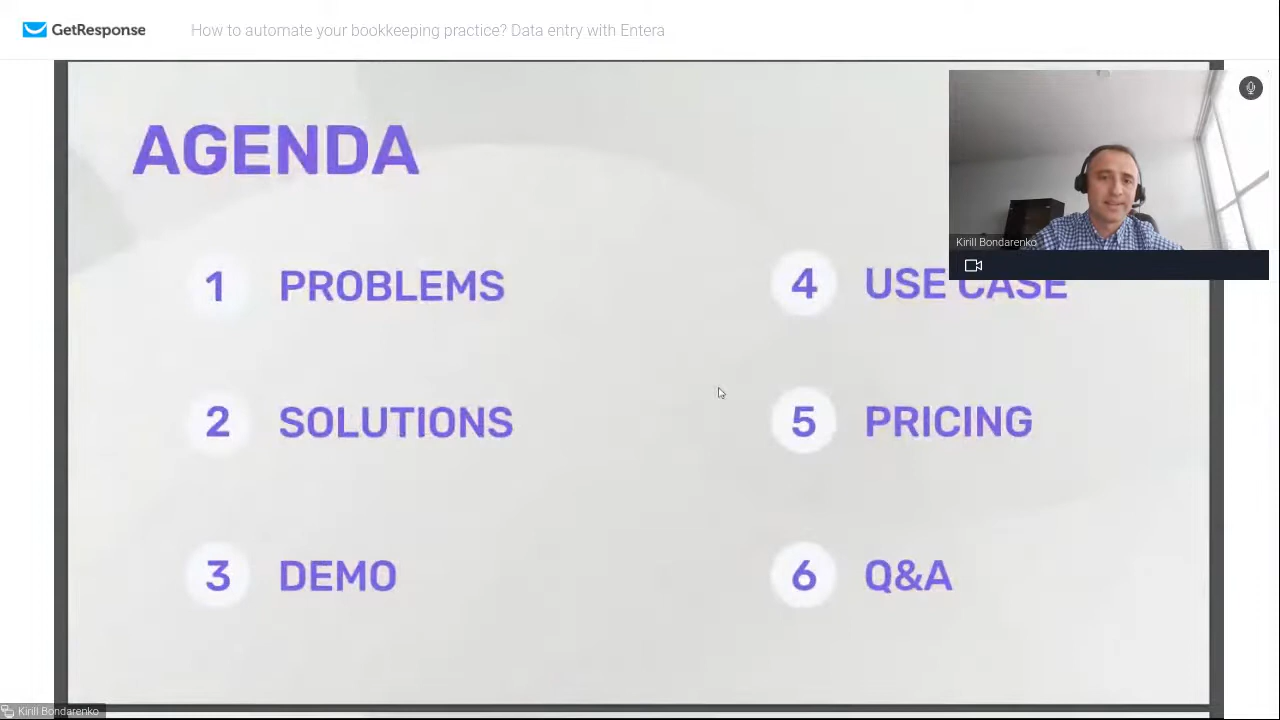 GetResponse
How to automate your bookkeeping practice? Data entry with Entera
AGENDA
1 PROBLEMS
2 SOLUTIONS
3 DEMO
4 USE CASE
5 PRICING
6 Q&A
Kirill Bondarenko
Kirill Bondarenko